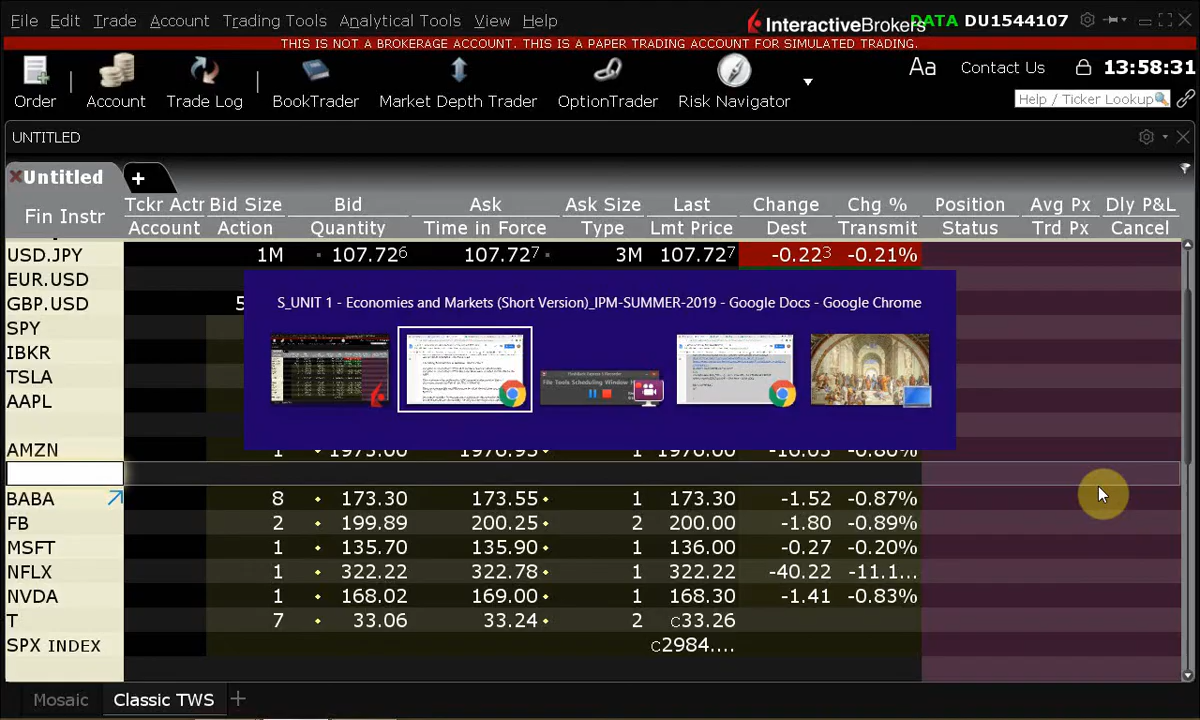 File Edit Trade Account Trading Tools Analytical Tools View Help InteractiveBrokers DATA DU1544107
THIS IS NOT A BROKERAGE ACCOUNT. THIS IS A PAPER TRADING ACCOUNT FOR SIMULATED TRADING.
Order Account Trade Log BookTrader Market Depth Trader OptionTrader Risk Navigator Aa Contact Us 13:58:31
Help / Ticker Lookup
UNTITLED
Untitled +
Fin Instr Tckr Actn Bid Size Bid Ask Ask Size Last Change Chg % Position Avg Px Dly P&L
Account Action Quantity Time in Force Type Lmt Price Dest Transmit Status Trd Px Cancel
USD.JPY 1M 107.726 107.727 3M 107.727 -0.223 -0.21%
EUR.USD
GBP.USD 5
S_UNIT 1 - Economies and Markets (Short Version)_IPM-SUMMER-2019 - Google Docs - Google Chrome
SPY
IBKR
TSLA
File Tools Scheduling Window
AAPL
AMZN 1 1 -0.80%
BABA 8 173.30 173.55 1 173.30 -1.52 -0.87%
FB 2 199.89 200.25 2 200.00 -1.80 -0.89%
MSFT 1 135.70 135.90 1 136.00 -0.27 -0.20%
NFLX 1 322.22 322.78 1 322.22 -40.22 -11.1...
NVDA 1 168.02 169.00 1 168.30 -1.41 -0.83%
T 7 33.06 33.24 2 c33.26
SPX INDEX c2984....
Mosaic Classic TWS +